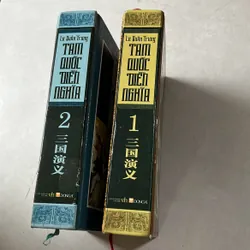 La Quán Trung
TAM
QUỐC
DIỄN
NGHĨA
2
三国演义
La Quán Trung
TAM
QUỐC
DIỄN
NGHĨA
1
三国演义